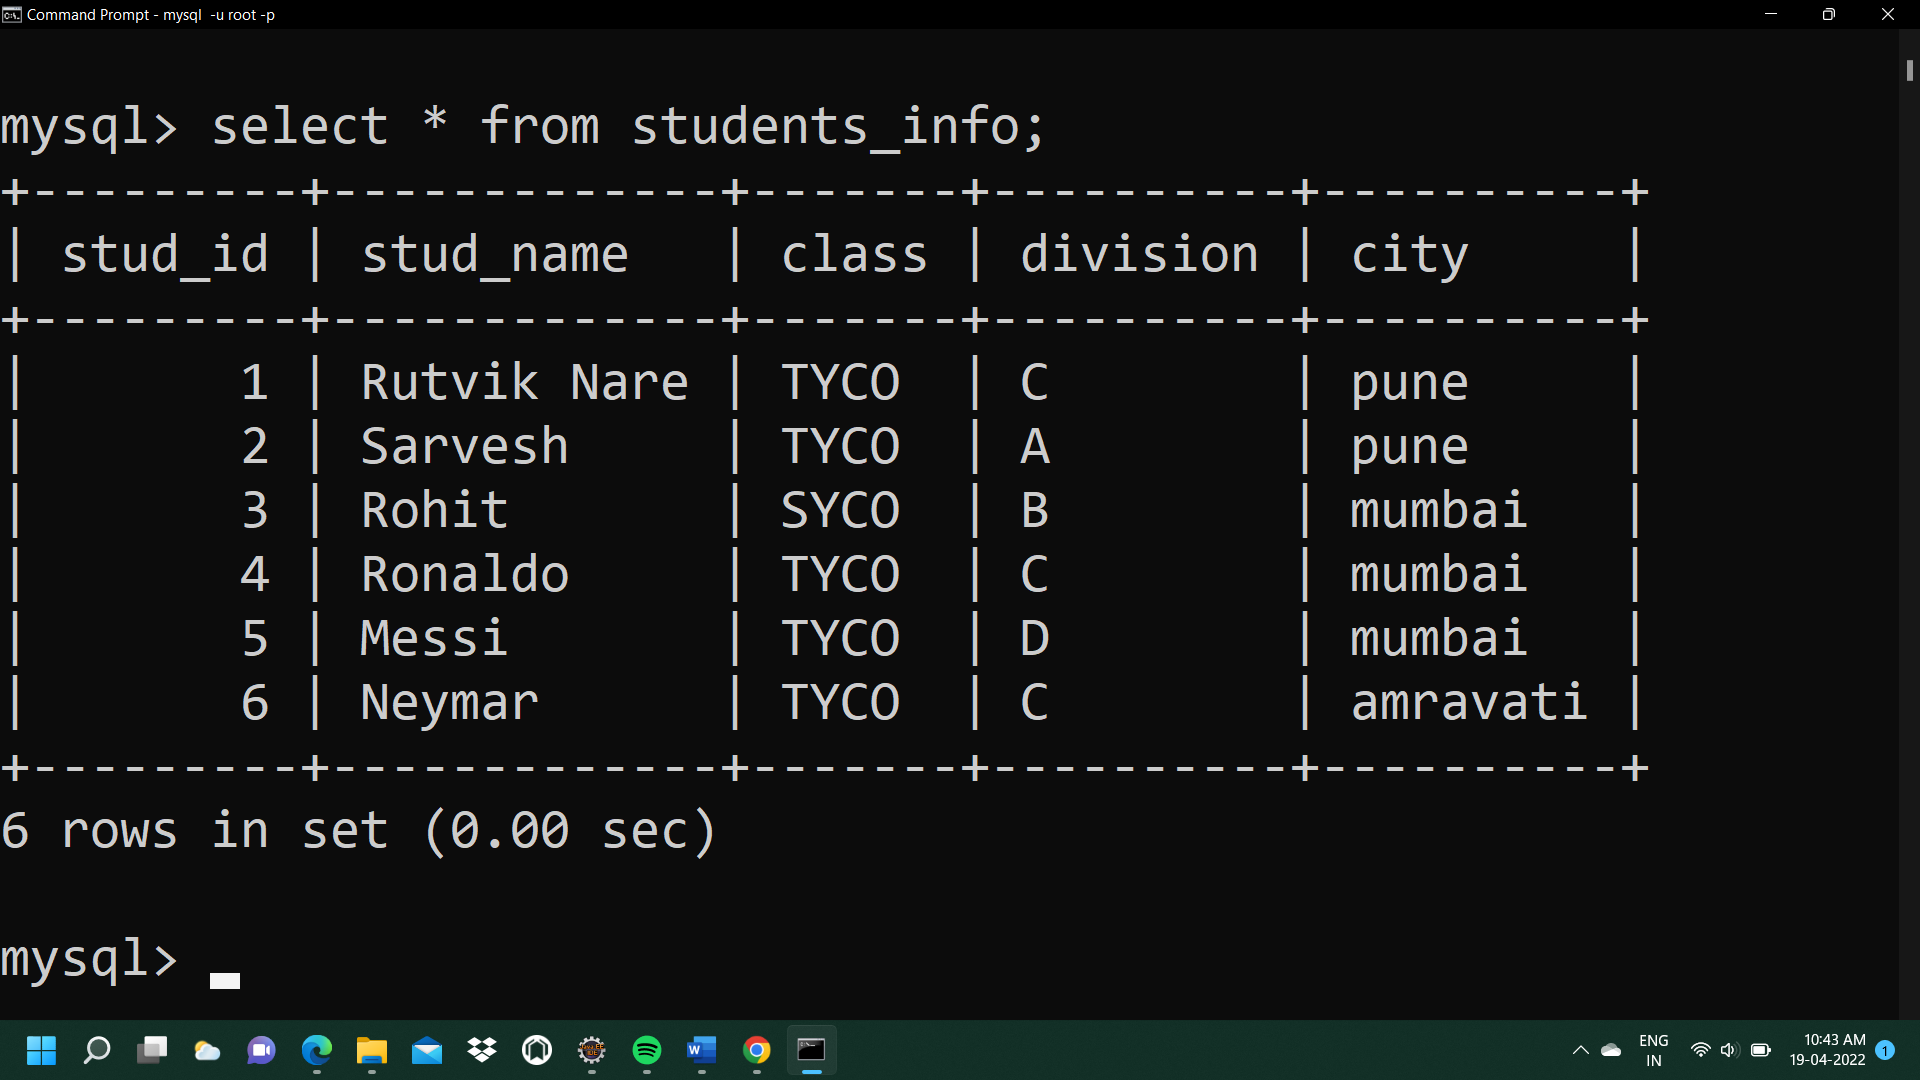 Command Prompt - mysql  -u root -p
mysql> select * from students_info;
+---------+-------------+-------+----------+----------+
| stud_id | stud_name   | class | division | city     |
+---------+-------------+-------+----------+----------+
|       1 | Rutvik Nare | TYCO  | C        | pune     |
|       2 | Sarvesh     | TYCO  | A        | pune     |
|       3 | Rohit       | SYCO  | B        | mumbai   |
|       4 | Ronaldo     | TYCO  | C        | mumbai   |
|       5 | Messi       | TYCO  | D        | mumbai   |
|       6 | Neymar      | TYCO  | C        | amravati |
+---------+-------------+-------+----------+----------+
6 rows in set (0.00 sec)
mysql>
ENG
IN
10:43 AM
19-04-2022
1